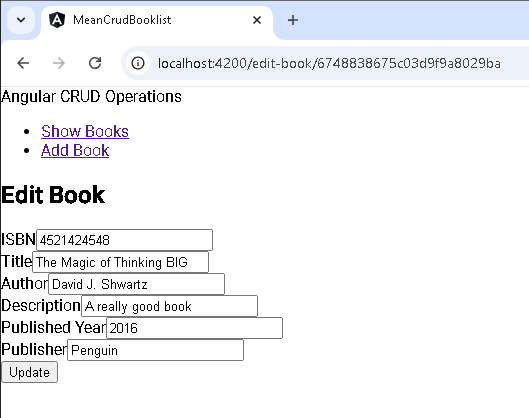 MeanCrudBooklist
localhost:4200/edit-book/6748838675c03d9f9a8029ba
Angular CRUD Operations
Show Books
Add Book
Edit Book
ISBN 4521424548
Title The Magic of Thinking BIG
Author David J. Shwartz
Description A really good book
Published Year 2016
Publisher Penguin
Update